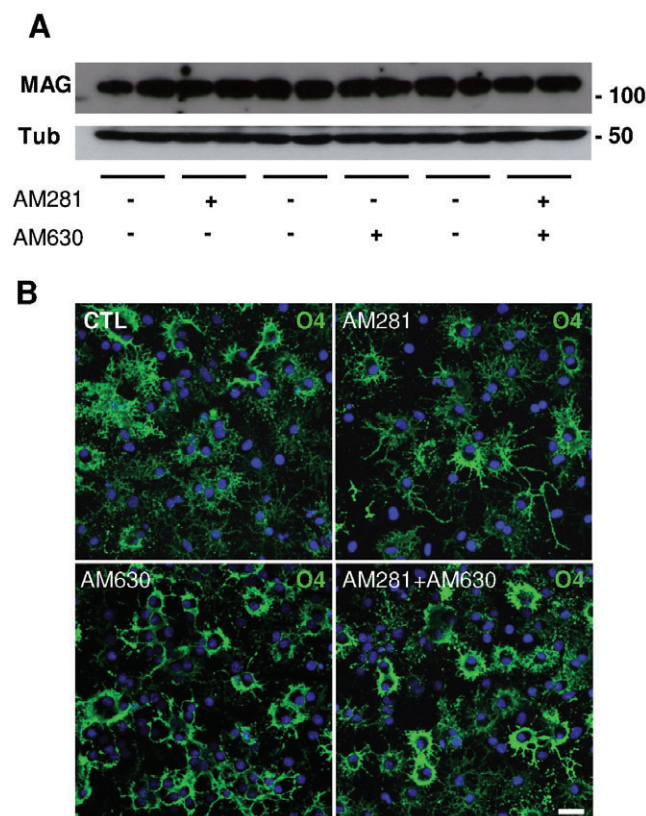 A
MAG
- 100
Tub
- 50
AM281 - + - - - +
AM630 - - - + - +
B
CTL O4
AM281 O4
AM630 O4
AM281+AM630 O4